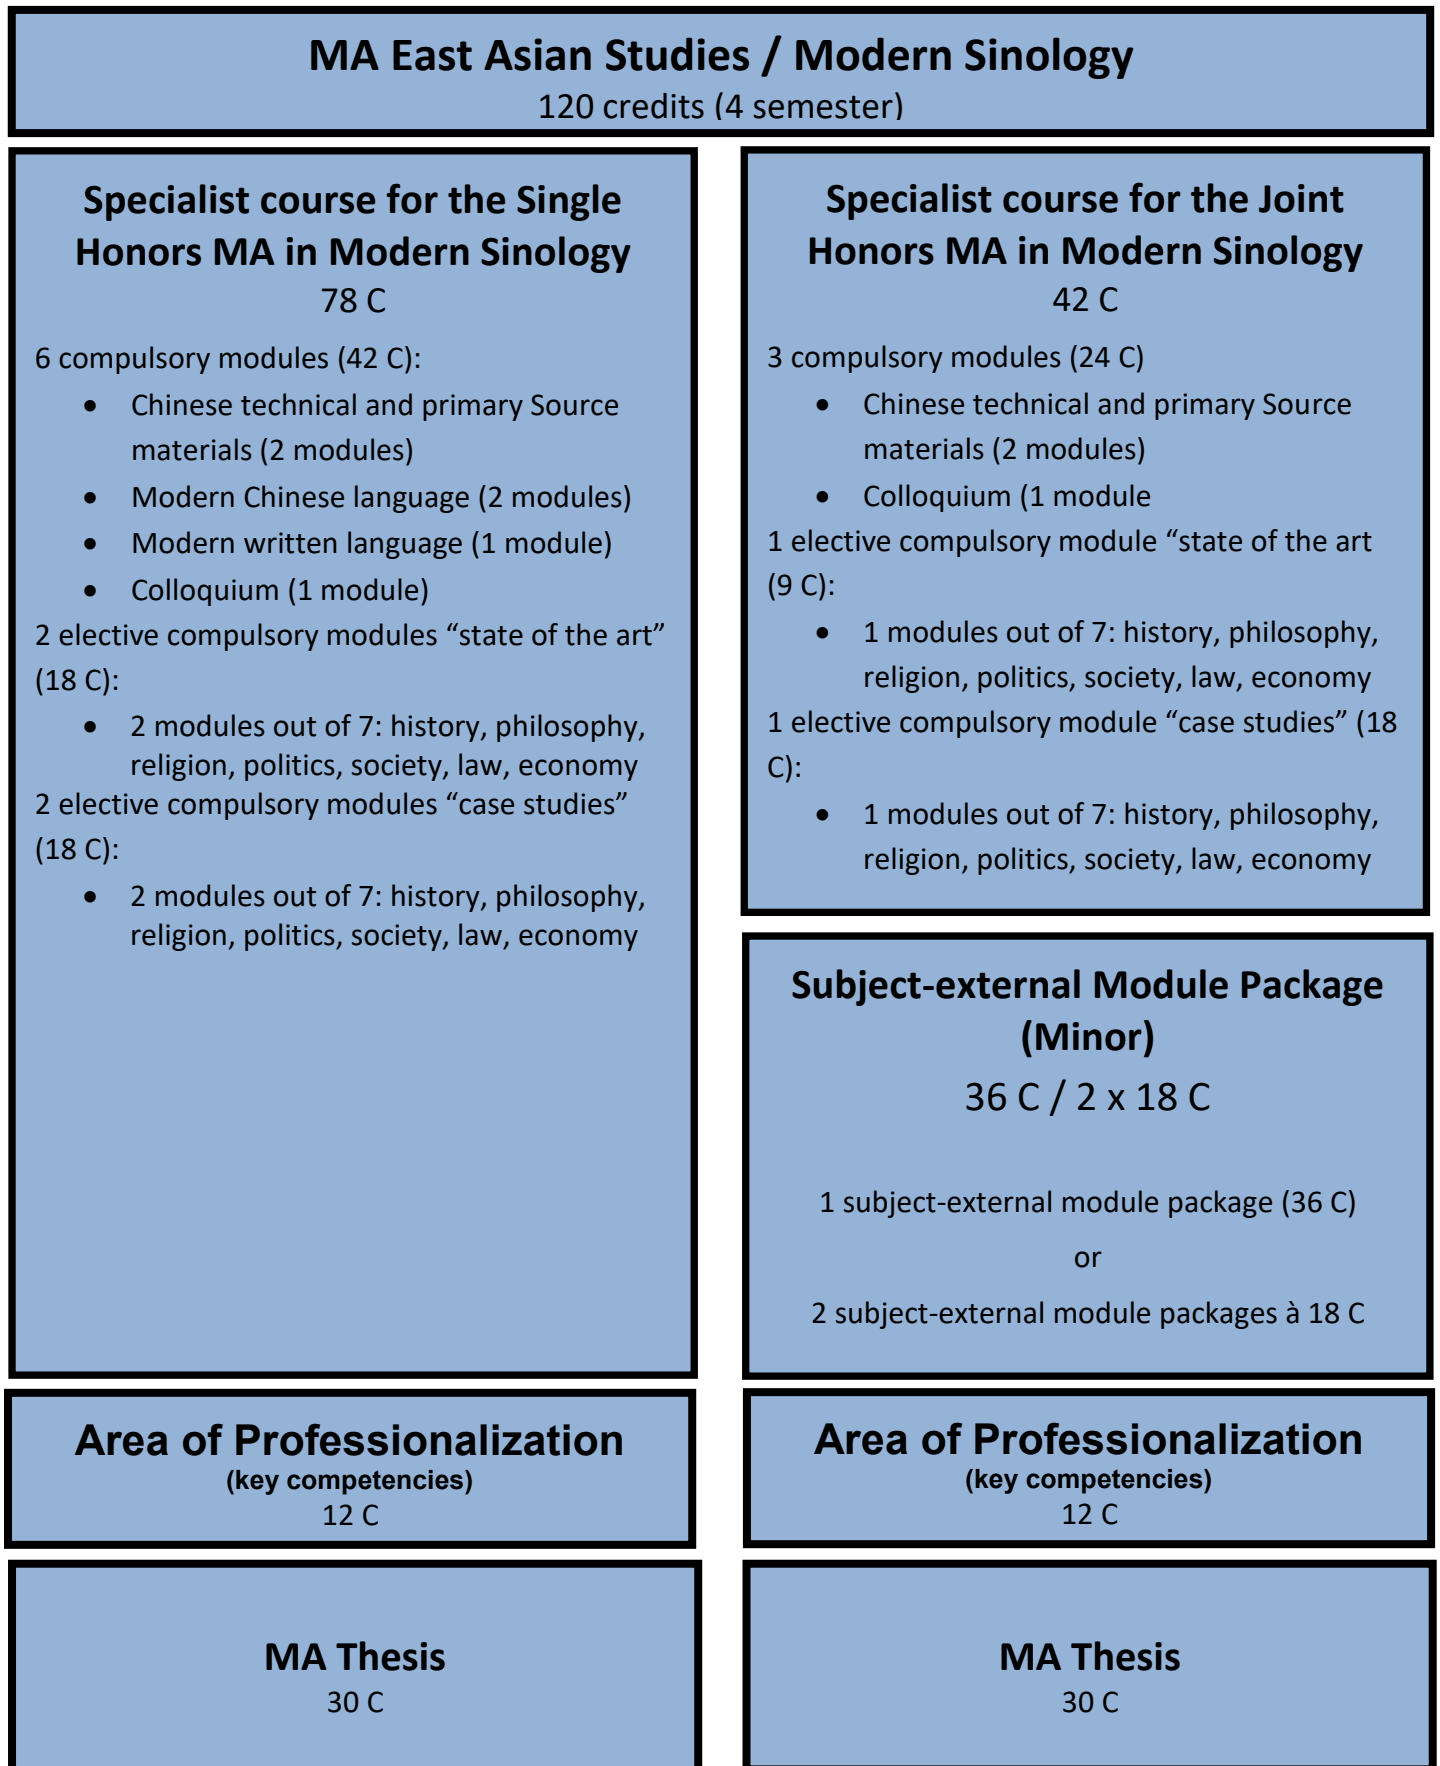 MA East Asian Studies / Modern Sinology
120 credits (4 semester)
Specialist course for the Single
Honors MA in Modern Sinology
78 C
6 compulsory modules (42 C):
• Chinese technical and primary Source
materials (2 modules)
• Modern Chinese language (2 modules)
• Modern written language (1 module)
• Colloquium (1 module)
2 elective compulsory modules “state of the art”
(18 C):
• 2 modules out of 7: history, philosophy,
religion, politics, society, law, economy
2 elective compulsory modules “case studies”
(18 C):
• 2 modules out of 7: history, philosophy,
religion, politics, society, law, economy
Specialist course for the Joint
Honors MA in Modern Sinology
42 C
3 compulsory modules (24 C)
• Chinese technical and primary Source
materials (2 modules)
• Colloquium (1 module
1 elective compulsory module “state of the art
(9 C):
• 1 modules out of 7: history, philosophy,
religion, politics, society, law, economy
1 elective compulsory module “case studies” (18
C):
• 1 modules out of 7: history, philosophy,
religion, politics, society, law, economy
Subject-external Module Package
(Minor)
36 C / 2 x 18 C
1 subject-external module package (36 C)
or
2 subject-external module packages à 18 C
Area of Professionalization
(key competencies)
12 C
Area of Professionalization
(key competencies)
12 C
MA Thesis
30 C
MA Thesis
30 C